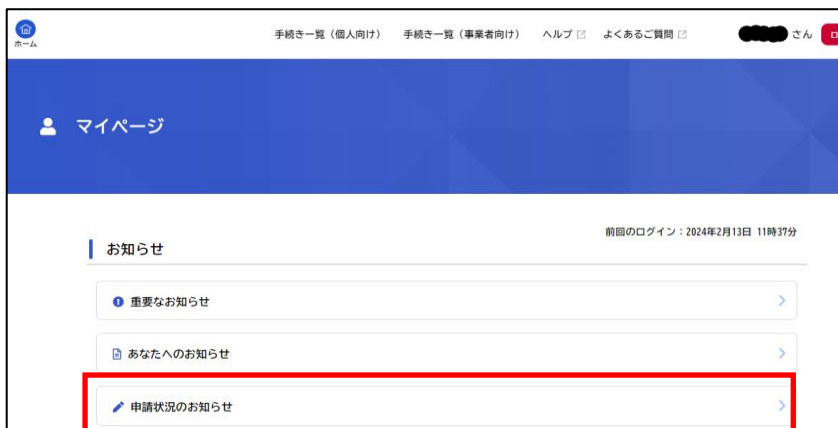 ホーム
手続き一覧（個人向け） 手続き一覧（事業者向け） ヘルプ よくあるご質問 さん
マイページ
前回のログイン：2024年2月13日 11時37分
お知らせ
重要なお知らせ
あなたへのお知らせ
申請状況のお知らせ